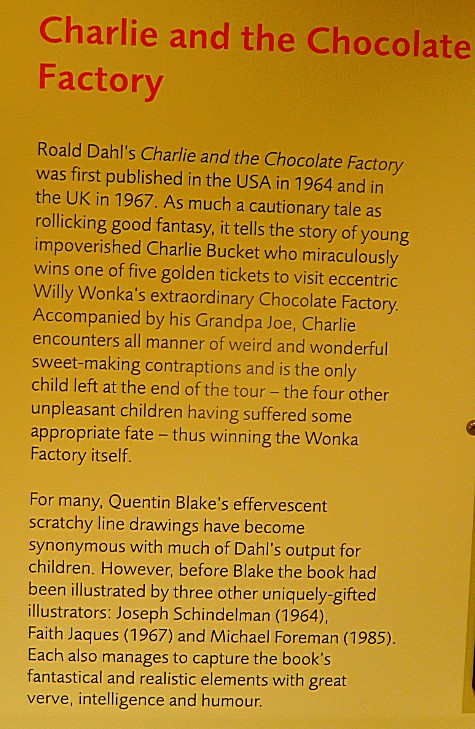 Charlie and the Chocolate
Factory
Roald Dahl's Charlie and the Chocolate Factory
was first published in the USA in 1964 and in
the UK in 1967. As much a cautionary tale as
rollicking good fantasy, it tells the story of young
impoverished Charlie Bucket who miraculously
wins one of five golden tickets to visit eccentric
Willy Wonka's extraordinary Chocolate Factory.
Accompanied by his Grandpa Joe, Charlie
encounters all manner of weird and wonderful
sweet-making contraptions and is the only
child left at the end of the tour – the four other
unpleasant children having suffered some
appropriate fate – thus winning the Wonka
Factory itself.
For many, Quentin Blake's effervescent
scratchy line drawings have become
synonymous with much of Dahl's output for
children. However, before Blake the book had
been illustrated by three other uniquely-gifted
illustrators: Joseph Schindelman (1964),
Faith Jaques (1967) and Michael Foreman (1985).
Each also manages to capture the book's
fantastical and realistic elements with great
verve, intelligence and humour.